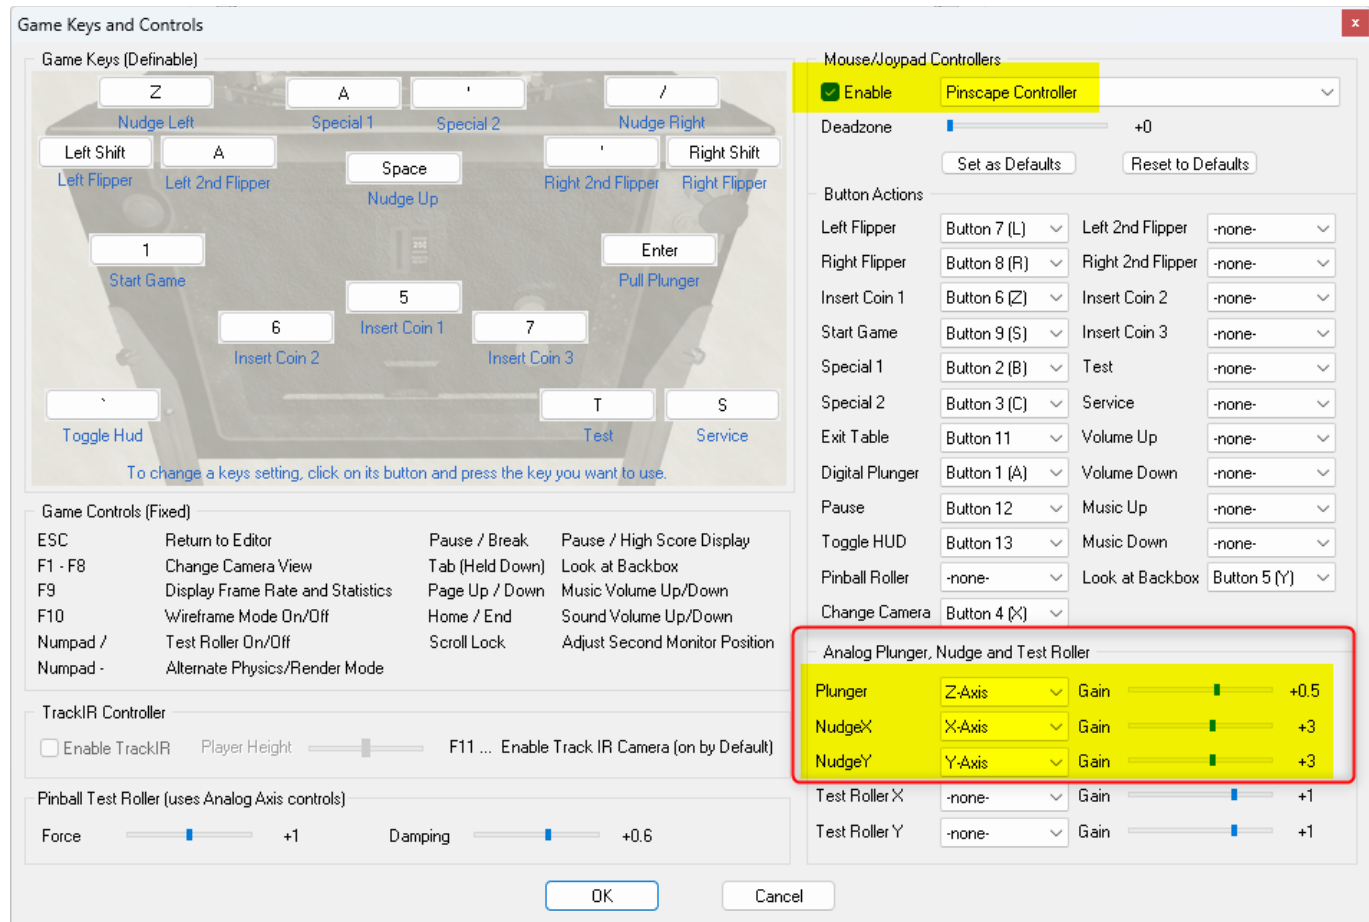 Game Keys and Controls
x
Game Keys (Definable)
Z
A
'
/
Nudge Left
Special 1
Special 2
Nudge Right
Left Shift
A
Space
'
Right Shift
Left Flipper
Left 2nd Flipper
Nudge Up
Right 2nd Flipper
Right Flipper
1
Enter
Start Game
Pull Plunger
5
Insert Coin 1
6
7
Insert Coin 2
Insert Coin 3
`
T
S
Toggle Hud
Test
Service
To change a keys setting, click on its button and press the key you want to use.
Game Controls (Fixed)
ESC Return to Editor Pause / Break Pause / High Score Display
F1 - F8 Change Camera View Tab (Held Down) Look at Backbox
F9 Display Frame Rate and Statistics Page Up / Down Music Volume Up/Down
F10 Wireframe Mode On/Off Home / End Sound Volume Up/Down
Numpad / Test Roller On/Off Scroll Lock Adjust Second Monitor Position
Numpad - Alternate Physics/Render Mode
TrackIR Controller
Enable TrackIR Player Height F11 ... Enable Track IR Camera (on by Default)
Pinball Test Roller (uses Analog Axis controls)
Force +1 Damping +0.6
Mouse/Joypad Controllers
Enable Pinscape Controller
Deadzone +0
Set as Defaults Reset to Defaults
Button Actions
Left Flipper Button 7 (L) Left 2nd Flipper -none-
Right Flipper Button 8 (R) Right 2nd Flipper -none-
Insert Coin 1 Button 6 (Z) Insert Coin 2 -none-
Start Game Button 9 (S) Insert Coin 3 -none-
Special 1 Button 2 (B) Test -none-
Special 2 Button 3 (C) Service -none-
Exit Table Button 11 Volume Up -none-
Digital Plunger Button 1 (A) Volume Down -none-
Pause Button 12 Music Up -none-
Toggle HUD Button 13 Music Down -none-
Pinball Roller -none- Look at Backbox Button 5 (Y)
Change Camera Button 4 (X)
Analog Plunger, Nudge and Test Roller
Plunger Z-Axis Gain +0.5
NudgeX X-Axis Gain +3
NudgeY Y-Axis Gain +3
Test Roller X -none- Gain +1
Test Roller Y -none- Gain +1
OK Cancel